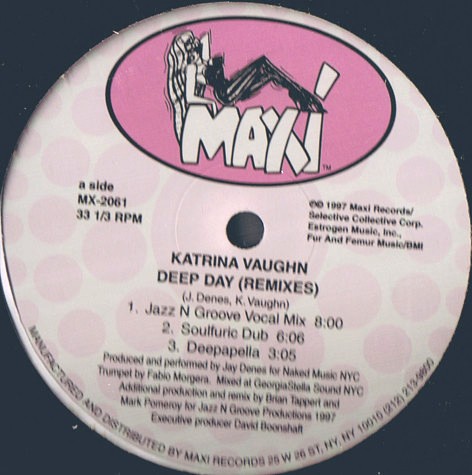 MAXI
TM
a side
MX-2061
33 1/3 RPM
℗© 1997 Maxi Records/
Selective Collective Corp.
Estrogen Music, Inc.,
Fur And Femur Music/BMI
KATRINA VAUGHN
DEEP DAY (REMIXES)
(J. Denes, K. Vaughn)
1. Jazz N Groove Vocal Mix 8:00
2. Soulfuric Dub 6:06
3. Deepapella 3:05
Produced and performed by Jay Denes for Naked Music NYC
Trumpet by Fabio Morgera. Mixed at GeorgiaStella Sound NYC
Additional production and remix by Brian Tappert and
Mark Pomeroy for Jazz N Groove Productions 1997
Executive producer David Boonshaft
MANUFACTURED AND DISTRIBUTED BY MAXI RECORDS 25 W 26 ST, NY, NY 10010 (212) 213-9800